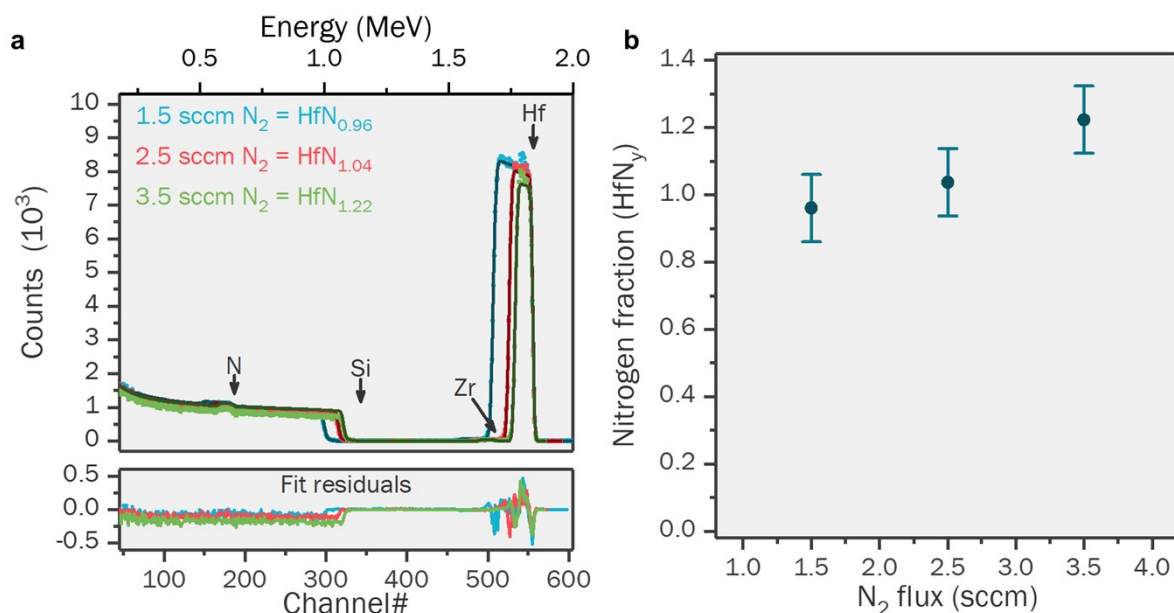 a
Energy (MeV)
0.5 1.0 1.5 2.0
Counts (10³)
10
9
8
7
6
5
4
3
2
1
0
1.5 sccm N₂ = HfN₀.₉₆
2.5 sccm N₂ = HfN₁.₀₄
3.5 sccm N₂ = HfN₁.₂₂
Hf
N
Si
Zr
Fit residuals
0.5
0.0
-0.5
100 200 300 400 500 600
Channel#
b
Nitrogen fraction (HfNy)
1.4
1.2
1.0
0.8
0.6
0.4
0.2
0.0
1.0 1.5 2.0 2.5 3.0 3.5 4.0
N₂ flux (sccm)